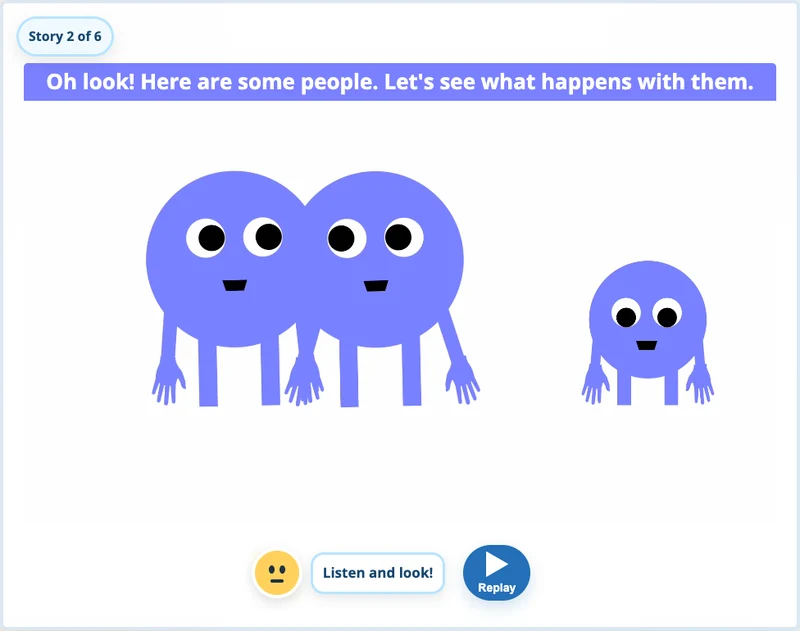 Story 2 of 6
Oh look! Here are some people. Let's see what happens with them.
Listen and look!
Replay